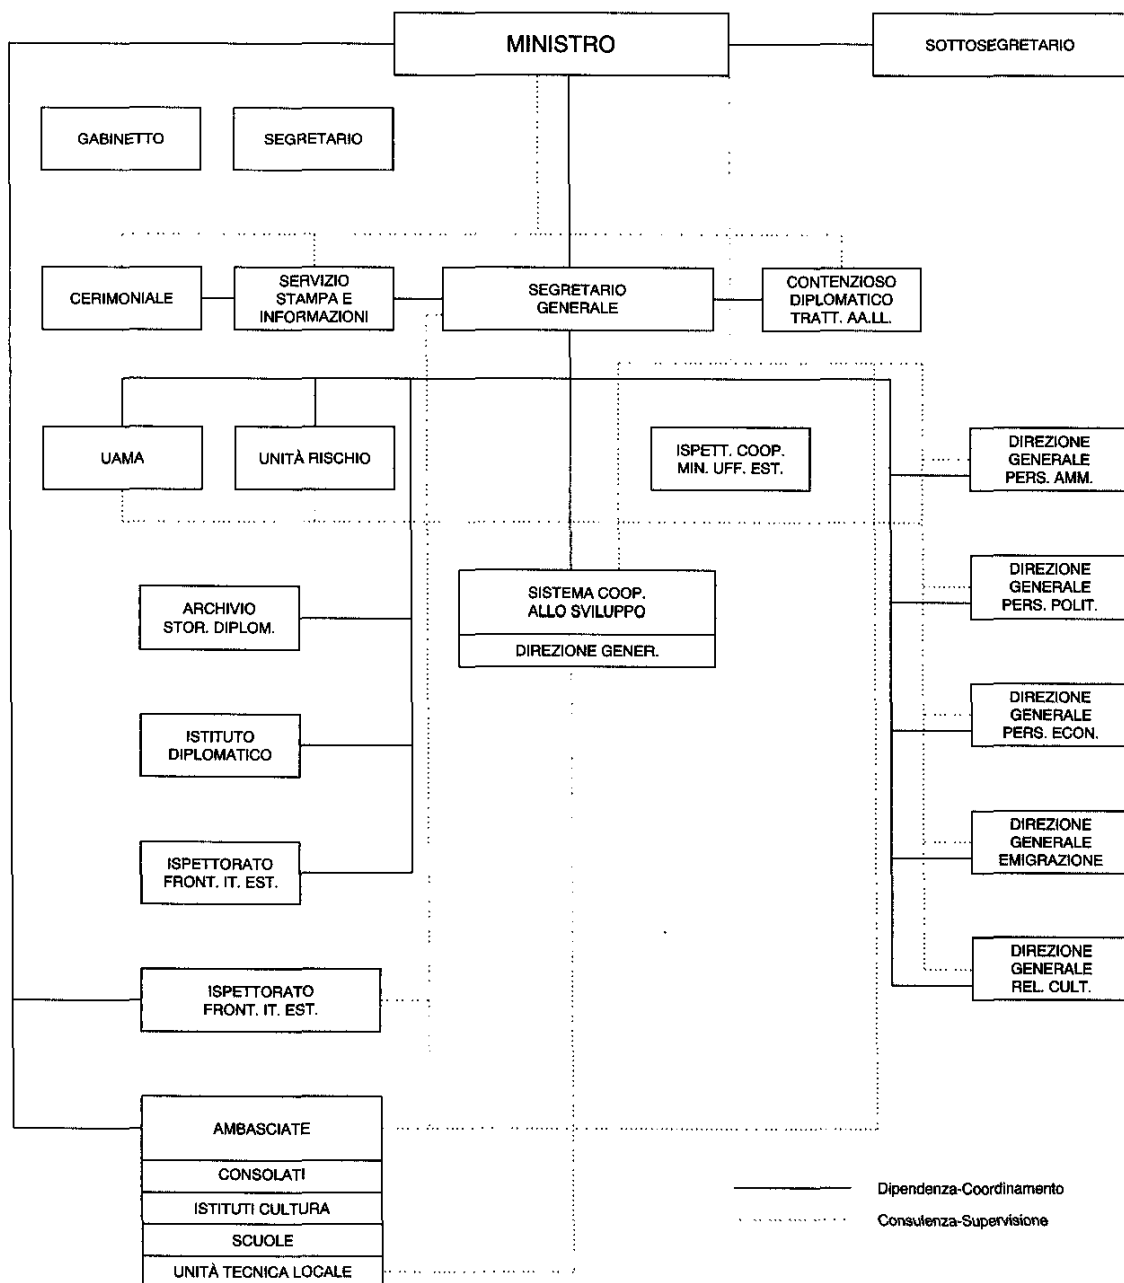 MINISTRO
SOTTOSEGRETARIO
GABINETTO
SEGRETARIO
CERIMONIALE
SERVIZIO
STAMPA E
INFORMAZIONI
SEGRETARIO
GENERALE
CONTENZIOSO
DIPLOMATICO
TRATT. AA.LL.
UAMA
UNITÀ RISCHIO
ISPETT. COOP.
MIN. UFF. EST.
DIREZIONE
GENERALE
PERS. AMM.
ARCHIVIO
STOR. DIPLOM.
SISTEMA COOP.
ALLO SVILUPPO
DIREZIONE GENER.
DIREZIONE
GENERALE
PERS. POLIT.
ISTITUTO
DIPLOMATICO
DIREZIONE
GENERALE
PERS. ECON.
ISPETTORATO
FRONT. IT. EST.
DIREZIONE
GENERALE
EMIGRAZIONE
ISPETTORATO
FRONT. IT. EST.
DIREZIONE
GENERALE
REL. CULT.
AMBASCIATE
CONSOLATI
ISTITUTI CULTURA
SCUOLE
UNITÀ TECNICA LOCALE
Dipendenza-Coordinamento
Consulenza-Supervisione